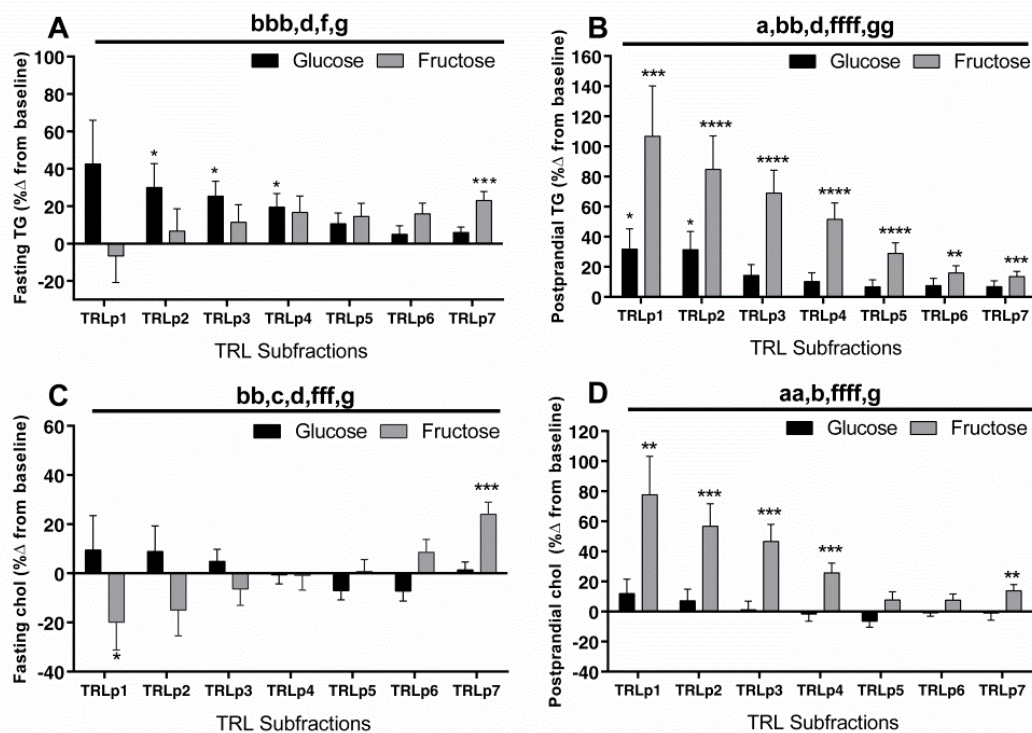 A
bbb,d,f,g
Glucose Fructose
Fasting TG (%Δ from baseline)
100
80
60
40
20
0
-20
*
*
*
***
TRLp1 TRLp2 TRLp3 TRLp4 TRLp5 TRLp6 TRLp7
TRL Subfractions
B
a,bb,d,ffff,gg
Glucose Fructose
Postprandial TG (%Δ from baseline)
160
140
120
100
80
60
40
20
0
* ***
* ****
****
****
****
**
***
TRLp1 TRLp2 TRLp3 TRLp4 TRLp5 TRLp6 TRLp7
TRL Subfractions
C
bb,c,d,fff,g
Glucose Fructose
Fasting chol (%Δ from baseline)
60
40
20
0
-20
-40
*
***
TRLp1 TRLp2 TRLp3 TRLp4 TRLp5 TRLp6 TRLp7
TRL Subfractions
D
aa,b,ffff,g
Glucose Fructose
Postprandial chol (%Δ from baseline)
120
100
80
60
40
20
0
-20
-40
**
***
***
***
**
TRLp1 TRLp2 TRLp3 TRLp4 TRLp5 TRLp6 TRLp7
TRL Subfractions